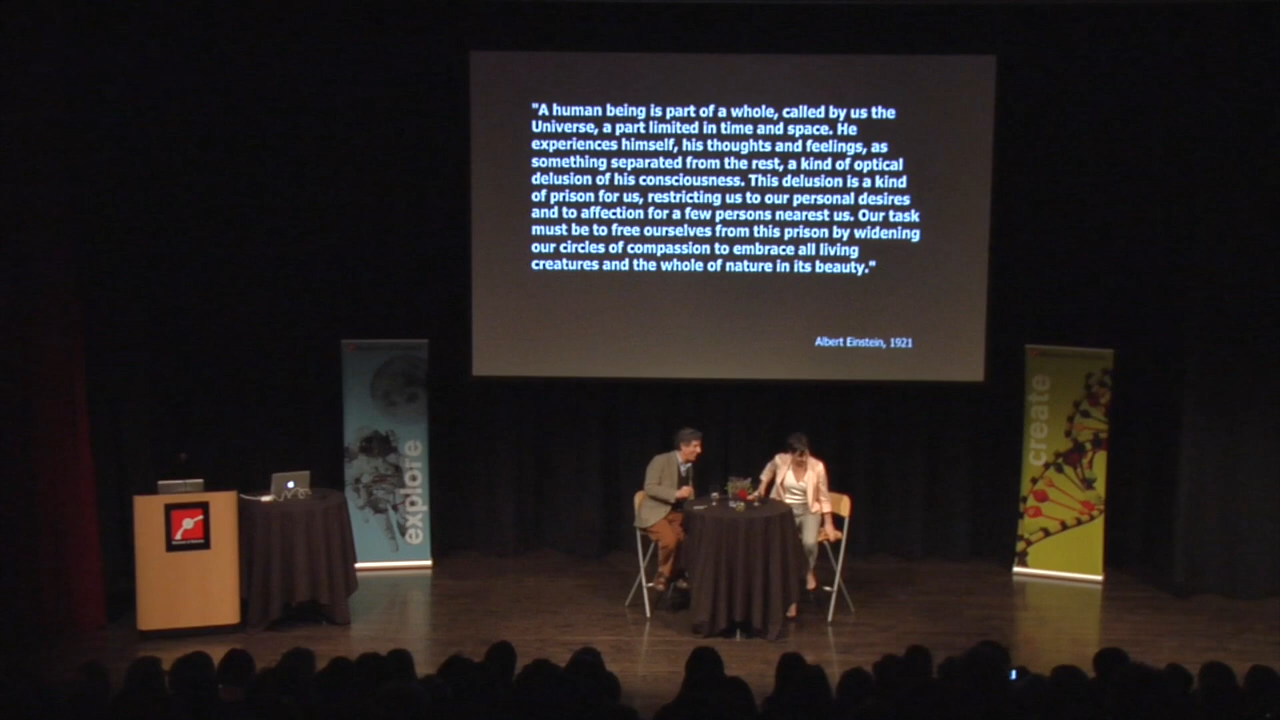 "A human being is part of a whole, called by us the
Universe, a part limited in time and space. He
experiences himself, his thoughts and feelings, as
something separated from the rest, a kind of optical
delusion of his consciousness. This delusion is a kind
of prison for us, restricting us to our personal desires
and to affection for a few persons nearest us. Our task
must be to free ourselves from this prison by widening
our circles of compassion to embrace all living
creatures and the whole of nature in its beauty."
Albert Einstein, 1921
explore
create